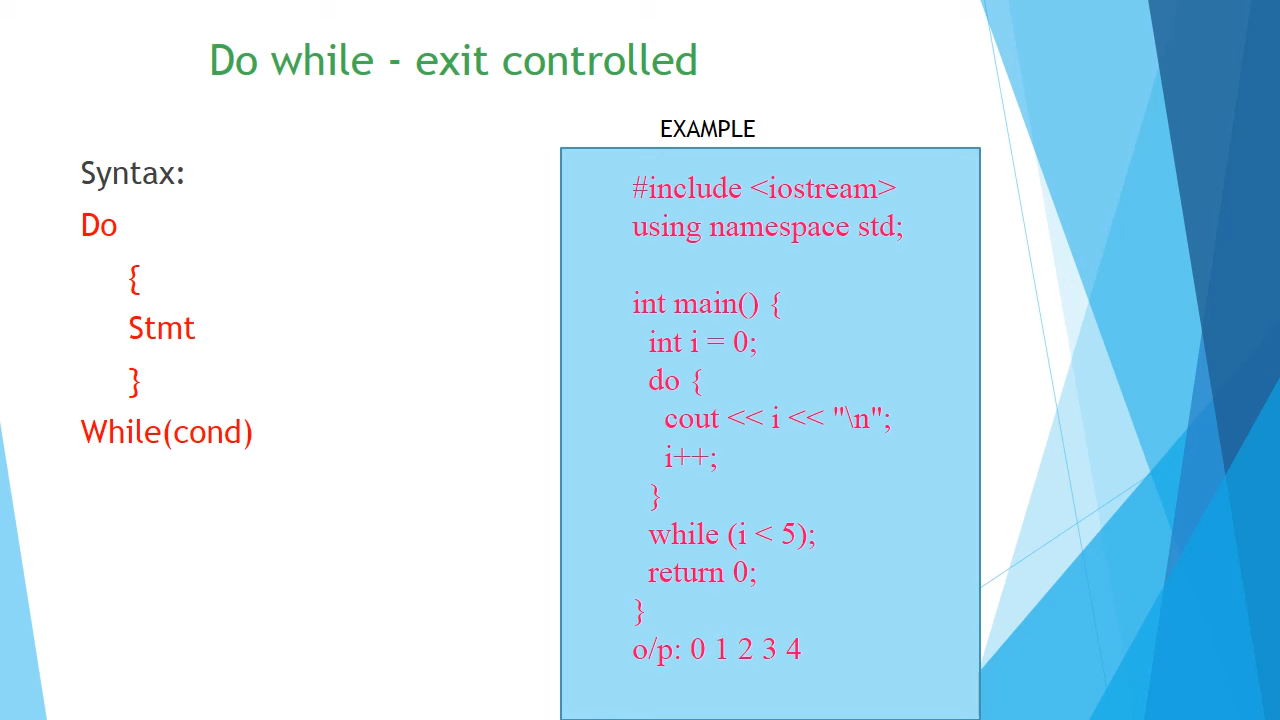 Do while - exit controlled
Syntax:
Do
{
Stmt
}
While(cond)
EXAMPLE
#include <iostream>
using namespace std;
int main() {
int i = 0;
do {
cout << i << "\n";
i++;
}
while (i < 5);
return 0;
}
o/p: 0 1 2 3 4